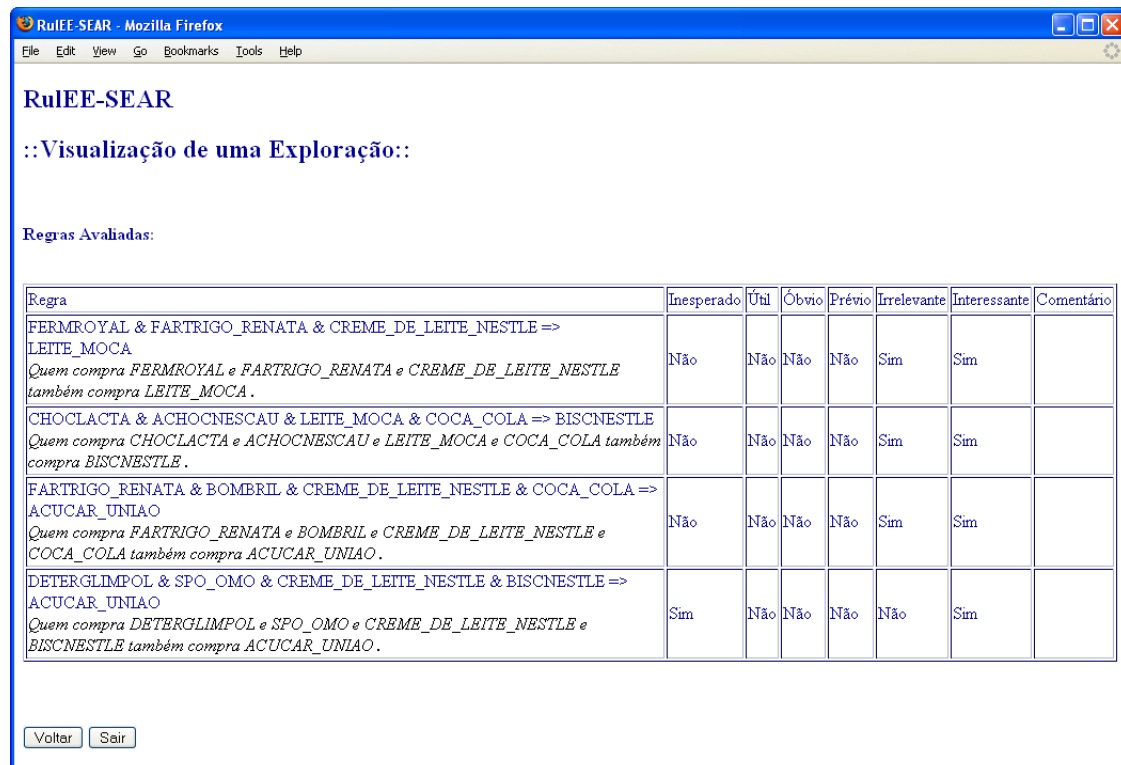 RulEE-SEAR - Mozilla Firefox
File Edit View Go Bookmarks Tools Help
RulEE-SEAR
::Visualização de uma Exploração::
Regras Avaliadas:
Regra Inesperado Útil Óbvio Prévio Irrelevante Interessante Comentário
FERMROYAL & FARTRIGO_RENATA & CREME_DE_LEITE_NESTLE =>
LEITE_MOCA
Quem compra FERMROYAL e FARTRIGO_RENATA e CREME_DE_LEITE_NESTLE
também compra LEITE_MOCA.
Não Não Não Não Sim Sim
CHOCLACTA & ACHOCNESCAU & LEITE_MOCA & COCA_COLA => BISCNESTLE
Quem compra CHOCLACTA e ACHOCNESCAU e LEITE_MOCA e COCA_COLA também
compra BISCNESTLE.
Não Não Não Não Sim Sim
FARTRIGO_RENATA & BOMBRIL & CREME_DE_LEITE_NESTLE & COCA_COLA =>
ACUCAR_UNIAO
Quem compra FARTRIGO_RENATA e BOMBRIL e CREME_DE_LEITE_NESTLE e
COCA_COLA também compra ACUCAR_UNIAO.
Não Não Não Não Sim Sim
DETERGLIMPOL & SPO_OMO & CREME_DE_LEITE_NESTLE & BISCNESTLE =>
ACUCAR_UNIAO
Quem compra DETERGLIMPOL e SPO_OMO e CREME_DE_LEITE_NESTLE e
BISCNESTLE também compra ACUCAR_UNIAO.
Sim Não Não Não Não Sim
Voltar Sair